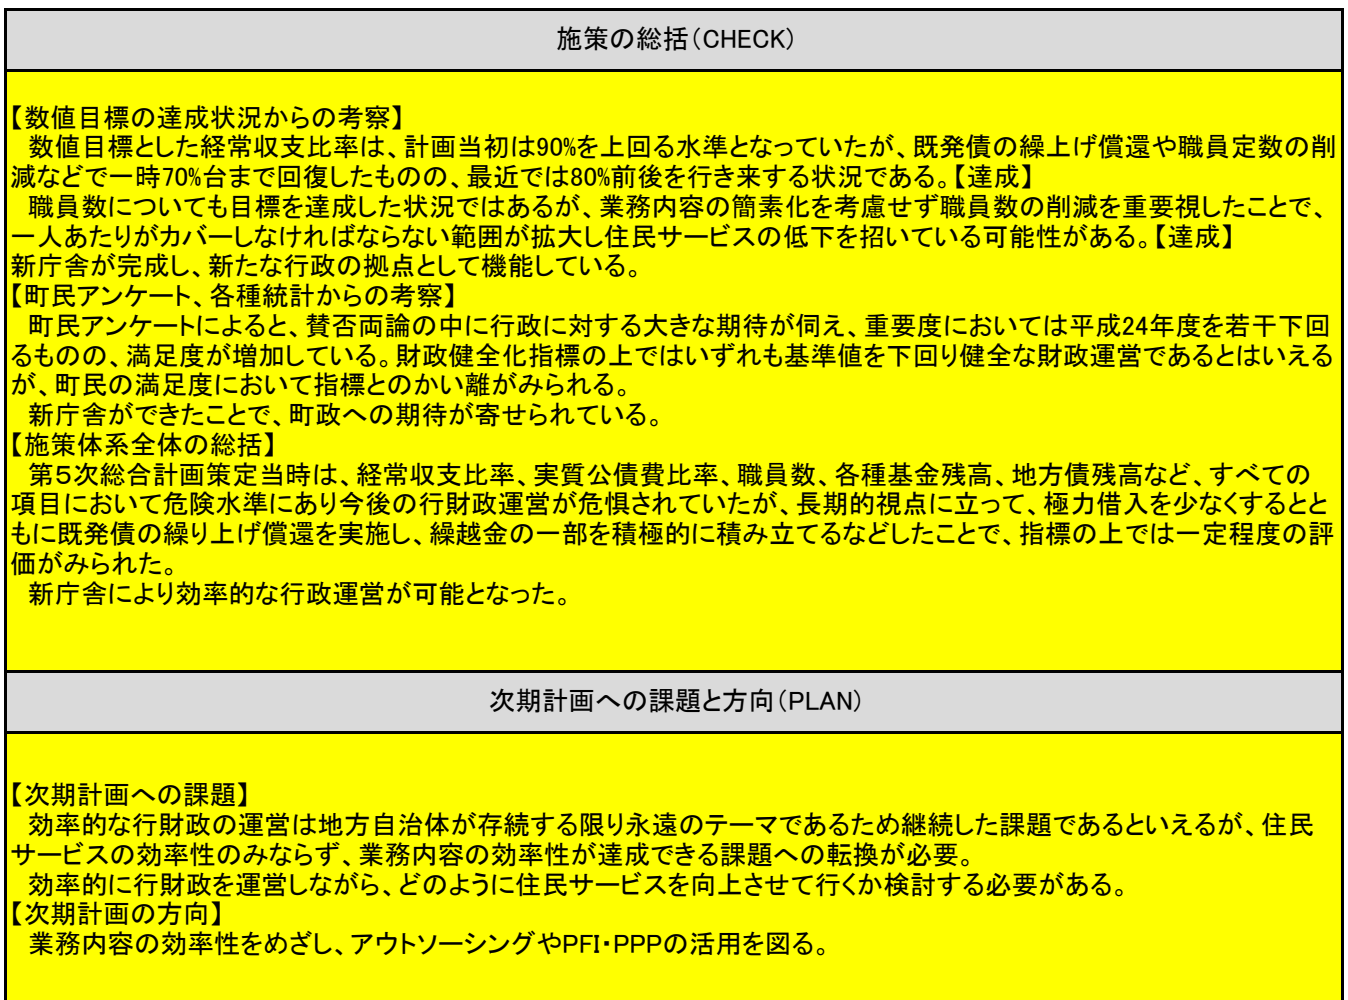 施策の総括（CHECK）
【数値目標の達成状況からの考察】
数値目標とした経常収支比率は、計画当初は90%を上回る水準となっていたが、既発債の繰上げ償還や職員定数の削
減などで一時70%台まで回復したものの、最近では80%前後を行き来する状況である。【達成】
職員数についても目標を達成した状況ではあるが、業務内容の簡素化を考慮せず職員数の削減を重要視したことで、
一人あたりがカバーしなければならない範囲が拡大し住民サービスの低下を招いている可能性がある。【達成】
新庁舎が完成し、新たな行政の拠点として機能している。
【町民アンケート、各種統計からの考察】
町民アンケートによると、賛否両論の中に行政に対する大きな期待が伺え、重要度においては平成24年度を若干下回
るものの、満足度が増加している。財政健全化指標の上ではいずれも基準値を下回り健全な財政運営であるとはいえる
が、町民の満足度において指標とのかい離がみられる。
新庁舎ができたことで、町政への期待が寄せられている。
【施策体系全体の総括】
第５次総合計画策定当時は、経常収支比率、実質公債費比率、職員数、各種基金残高、地方債残高など、すべての
項目において危険水準にあり今後の行財政運営が危惧されていたが、長期的視点に立って、極力借入を少なくするとと
もに既発債の繰り上げ償還を実施し、繰越金の一部を積極的に積み立てるなどしたことで、指標の上では一定程度の評
価がみられた。
新庁舎により効率的な行政運営が可能となった。
次期計画への課題と方向（PLAN）
【次期計画への課題】
効率的な行財政の運営は地方自治体が存続する限り永遠のテーマであるため継続した課題であるといえるが、住民
サービスの効率性のみならず、業務内容の効率性が達成できる課題への転換が必要。
効率的に行財政を運営しながら、どのように住民サービスを向上させて行くか検討する必要がある。
【次期計画の方向】
業務内容の効率性をめざし、アウトソーシングやPFI・PPPの活用を図る。